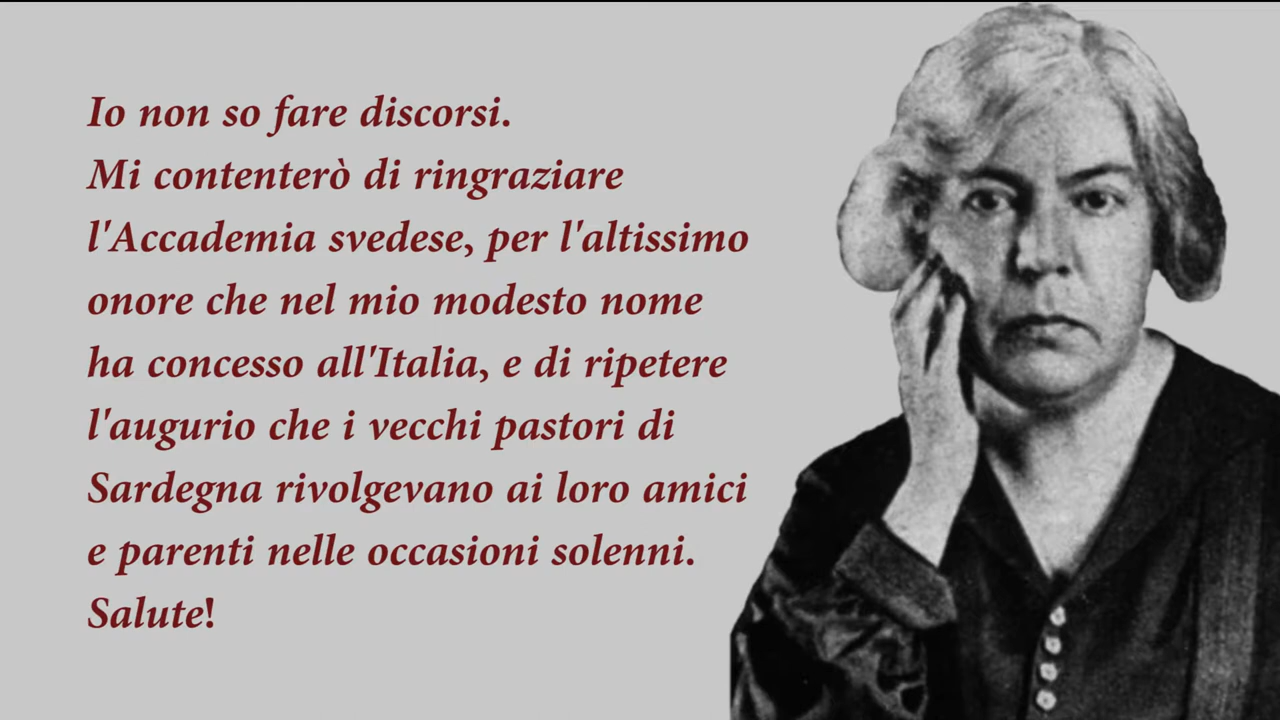 Io non so fare discorsi.
Mi contenterò di ringraziare
l'Accademia svedese, per l'altissimo
onore che nel mio modesto nome
ha concesso all'Italia, e di ripetere
l'augurio che i vecchi pastori di
Sardegna rivolgevano ai loro amici
e parenti nelle occasioni solenni.
Salute!